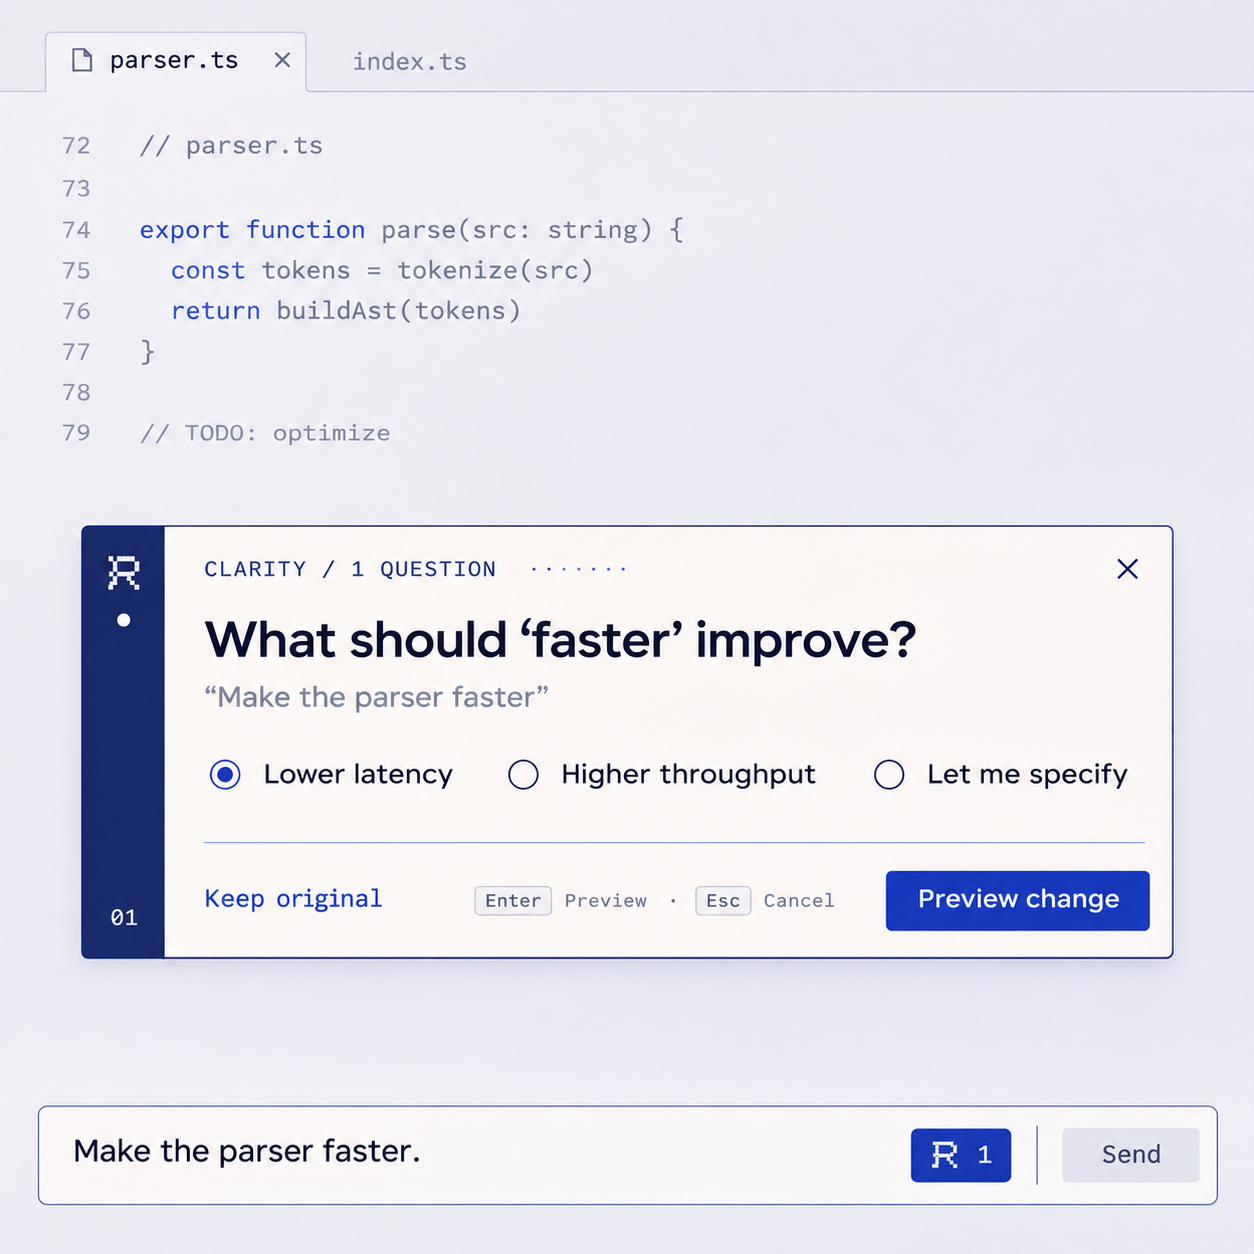 parser.ts
index.ts
72 // parser.ts
73
74 export function parse(src: string) {
75 const tokens = tokenize(src)
76 return buildAst(tokens)
77 }
78
79 // TODO: optimize
R
CLARITY / 1 QUESTION
What should ‘faster’ improve?
“Make the parser faster”
Lower latency Higher throughput Let me specify
01
Keep original Enter Preview · Esc Cancel Preview change
Make the parser faster. R 1 Send